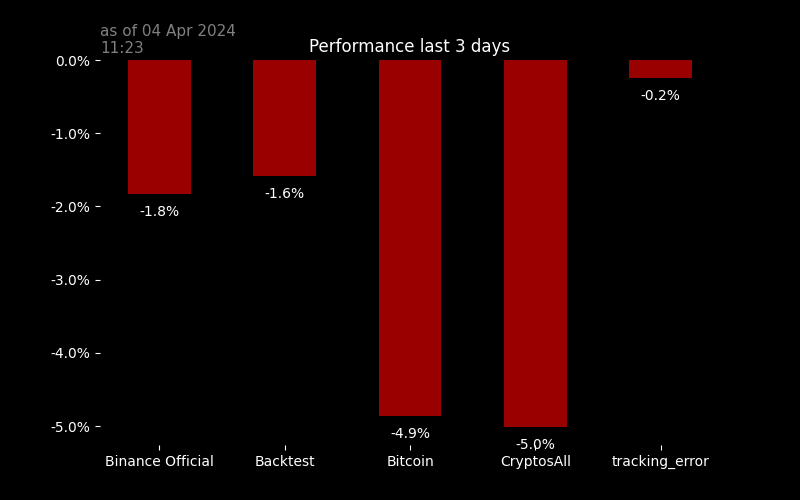 as of 04 Apr 2024
11:23
Performance last 3 days
0.0%
-1.0%
-2.0%
-3.0%
-4.0%
-5.0%
-1.8%
-1.6%
-4.9%
-5.0%
-0.2%
Binance Official
Backtest
Bitcoin
CryptosAll
tracking_error